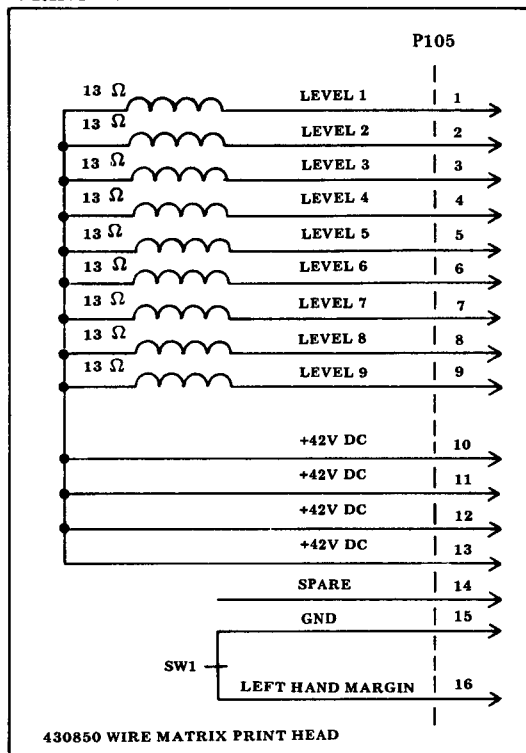 P105
13 Ω LEVEL 1 1
13 Ω LEVEL 2 2
13 Ω LEVEL 3 3
13 Ω LEVEL 4 4
13 Ω LEVEL 5 5
13 Ω LEVEL 6 6
13 Ω LEVEL 7 7
13 Ω LEVEL 8 8
13 Ω LEVEL 9 9
+42V DC 10
+42V DC 11
+42V DC 12
+42V DC 13
SPARE 14
GND 15
SW1
LEFT HAND MARGIN 16
430850 WIRE MATRIX PRINT HEAD